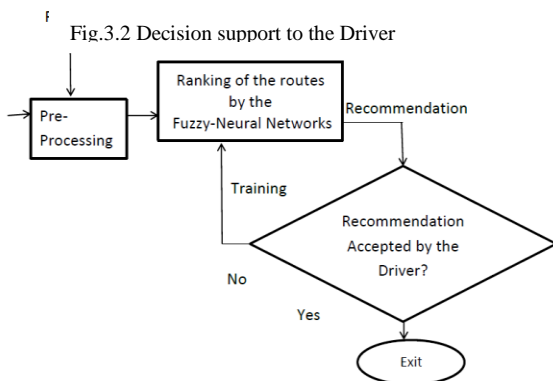 Fig.3.2 Decision support to the Driver
Ranking of the routes
by the
Fuzzy-Neural Networks
Pre-
Processing
Recommendation
Training
Recommendation
Accepted by the
Driver?
No
Yes
Exit